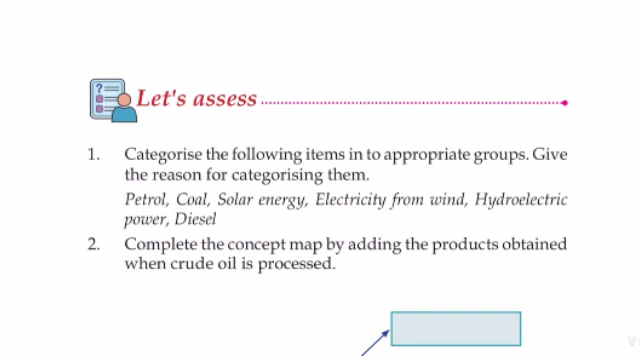 Let's assess
1. Categorise the following items in to appropriate groups. Give
the reason for categorising them.
Petrol, Coal, Solar energy, Electricity from wind, Hydroelectric
power, Diesel
2. Complete the concept map by adding the products obtained
when crude oil is processed.